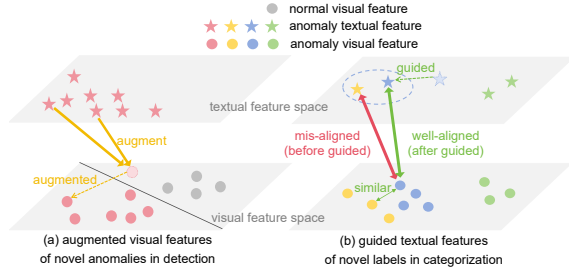 normal visual feature
anomaly textual feature
anomaly visual feature
guided
textual feature space
augment
mis-aligned
(before guided)
well-aligned
(after guided)
augmented
similar
visual feature space
(a) augmented visual features
of novel anomalies in detection
(b) guided textual features
of novel labels in categorization